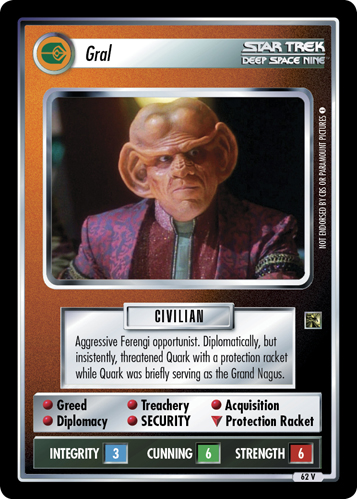 Gral
STAR TREK
DEEP SPACE NINE
NOT ENDORSED BY CBS OR PARAMOUNT PICTURES
CIVILIAN
Aggressive Ferengi opportunist. Diplomatically, but
insistently, threatened Quark with a protection racket
while Quark was briefly serving as the Grand Nagus.
Greed
Treachery
Acquisition
Diplomacy
SECURITY
Protection Racket
INTEGRITY 3 CUNNING 6 STRENGTH 6
62 V